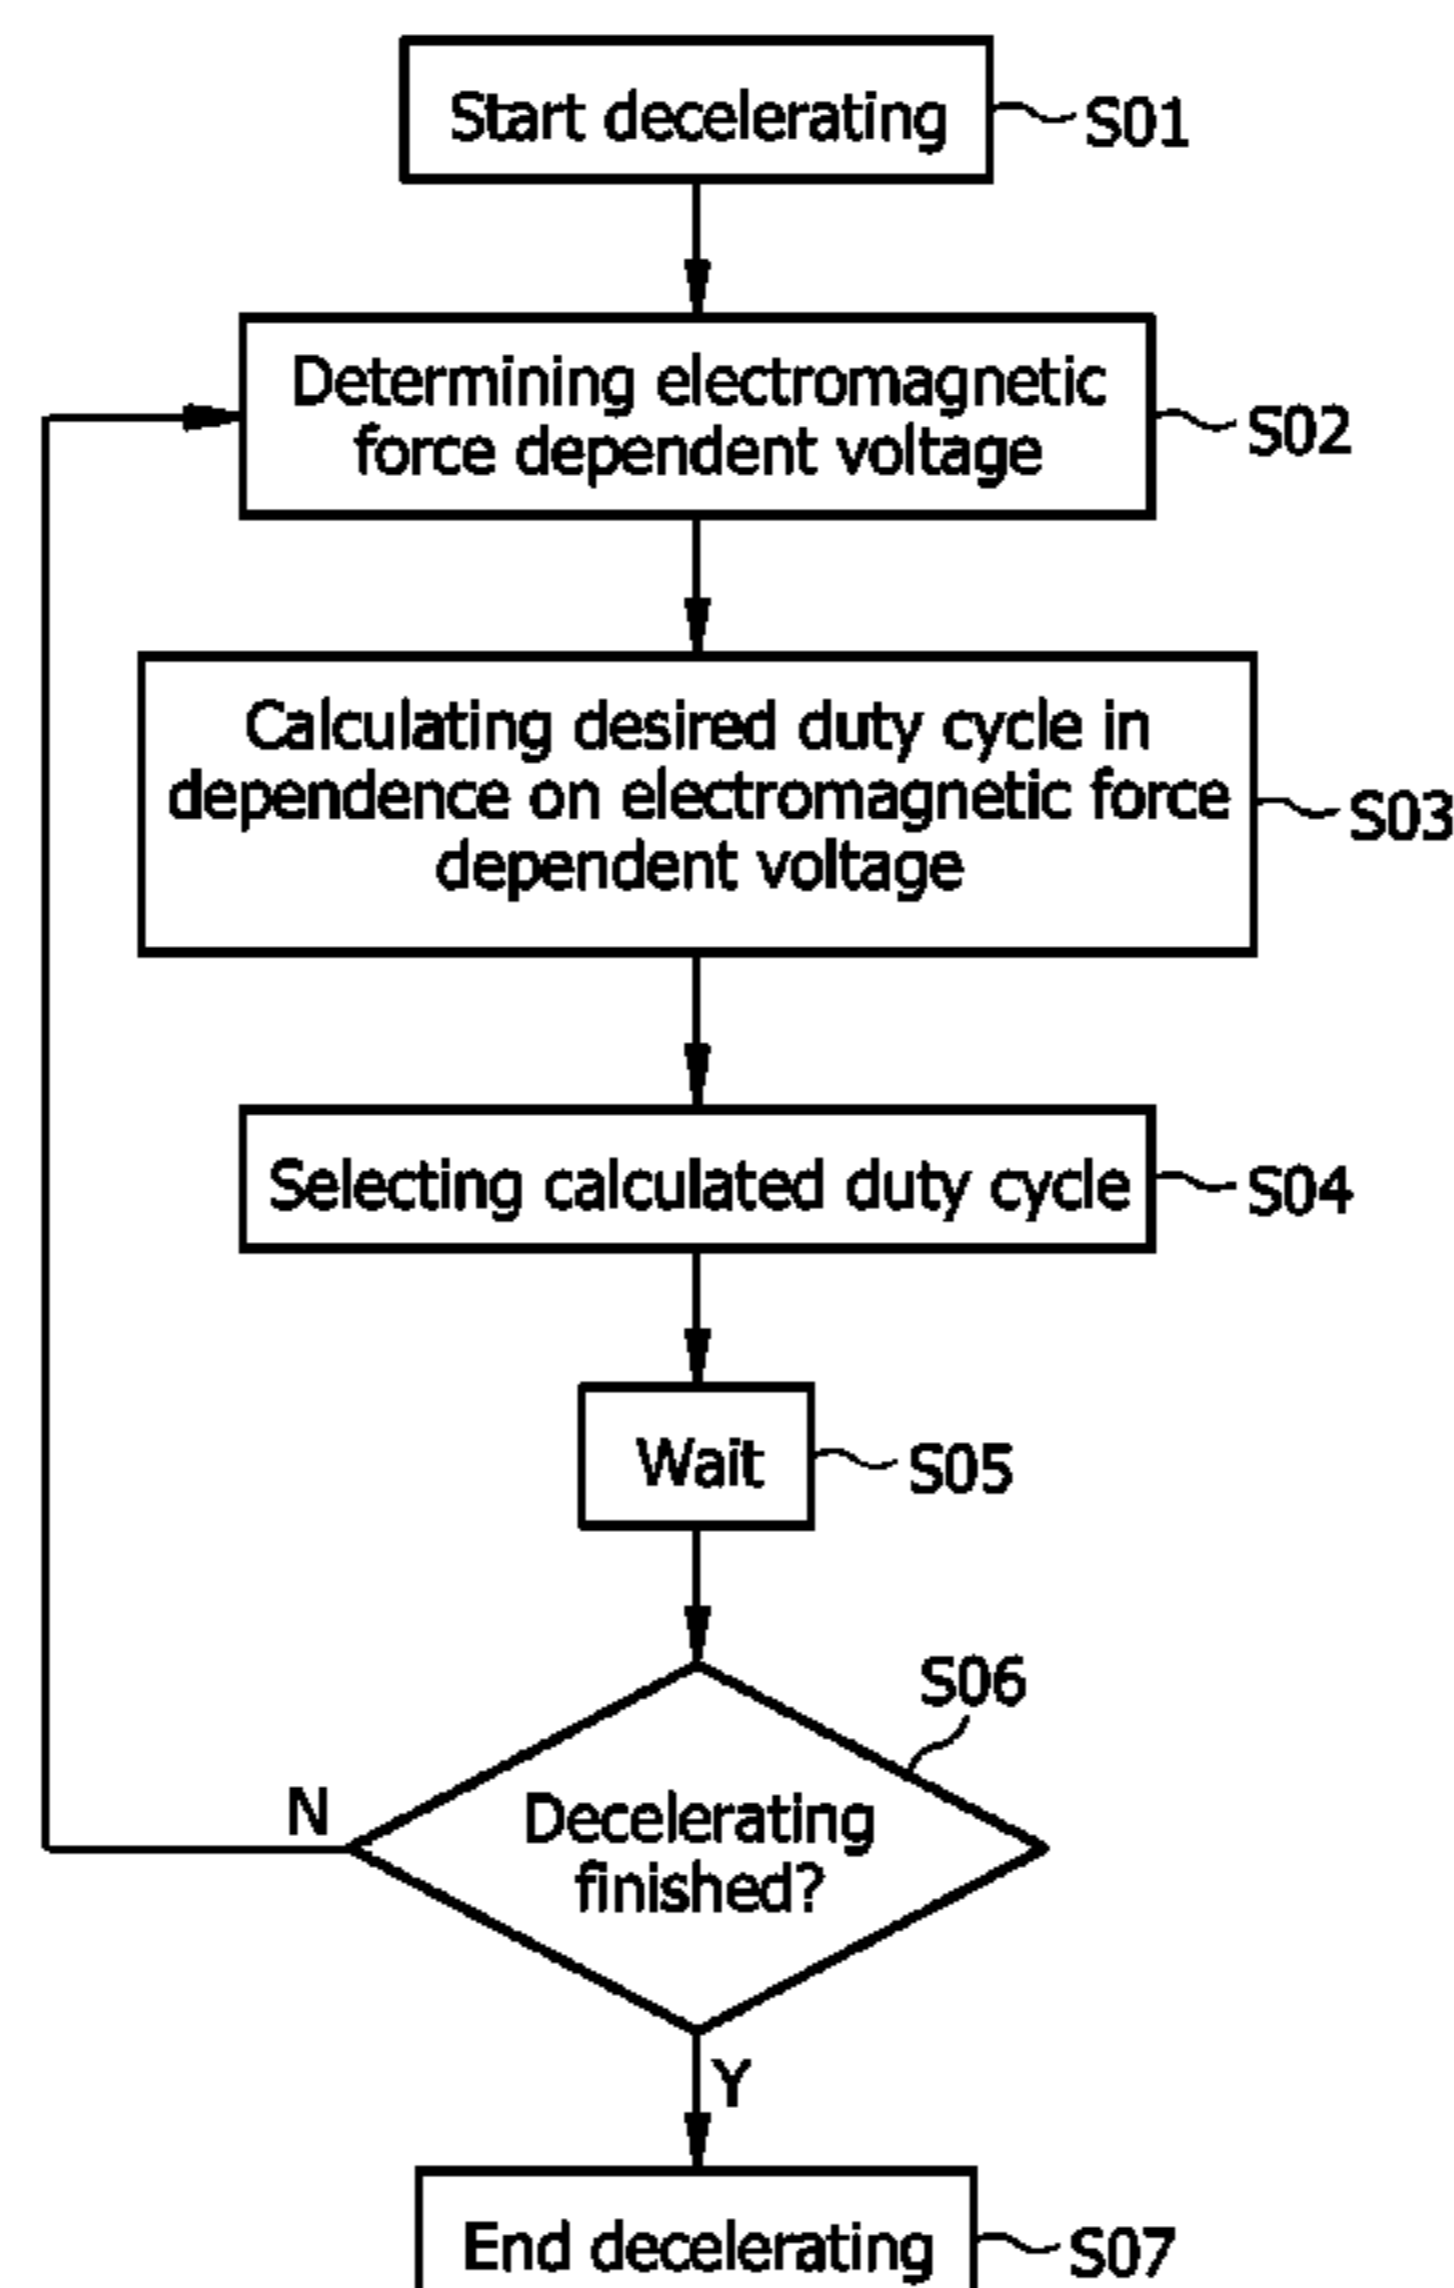 Start decelerating
S01
Determining electromagnetic
force dependent voltage
S02
Calculating desired duty cycle in
dependence on electromagnetic force
dependent voltage
S03
Selecting calculated duty cycle
S04
Wait
S05
S06
Decelerating
finished?
N
Y
End decelerating
S07